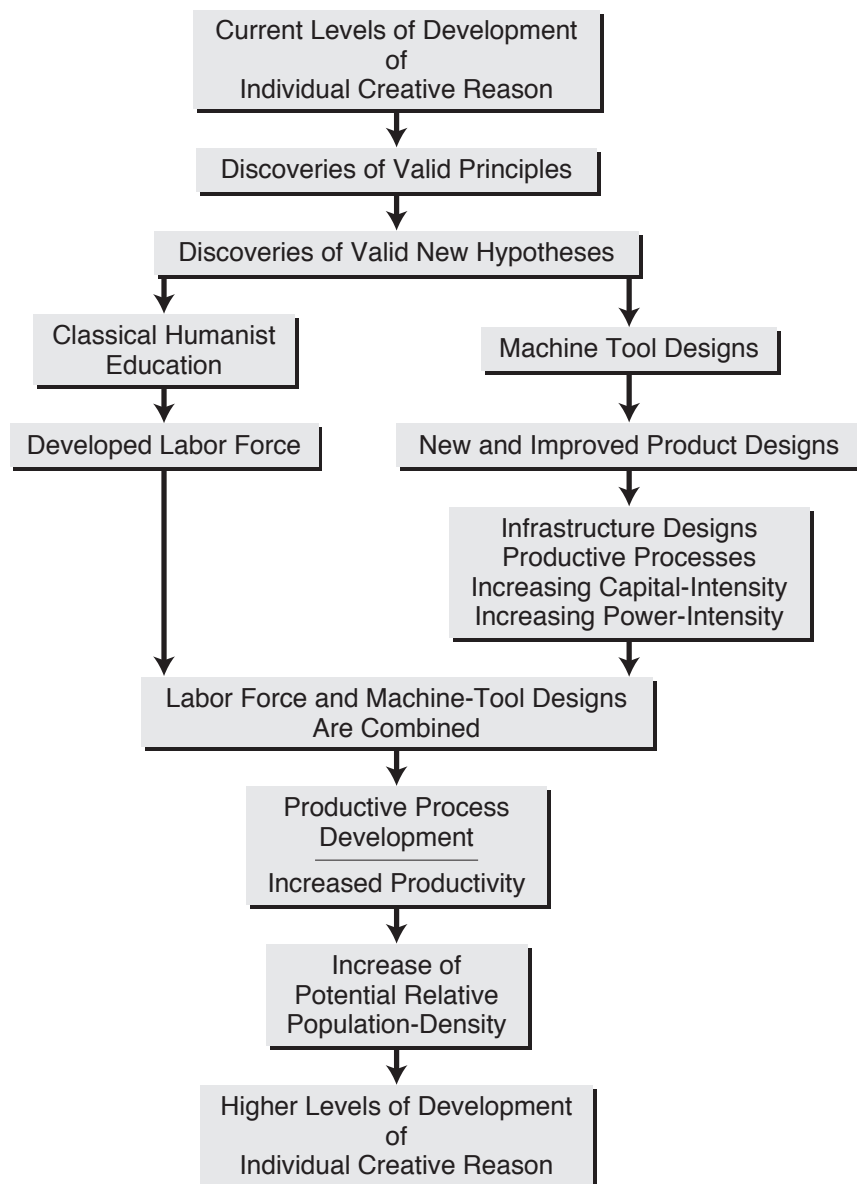 Current Levels of Development
of
Individual Creative Reason
Discoveries of Valid Principles
Discoveries of Valid New Hypotheses
Classical Humanist
Education
Developed Labor Force
Machine Tool Designs
New and Improved Product Designs
Infrastructure Designs
Productive Processes
Increasing Capital-Intensity
Increasing Power-Intensity
Labor Force and Machine-Tool Designs
Are Combined
Productive Process
Development
Increased Productivity
Increase of
Potential Relative
Population-Density
Higher Levels of Development
of
Individual Creative Reason